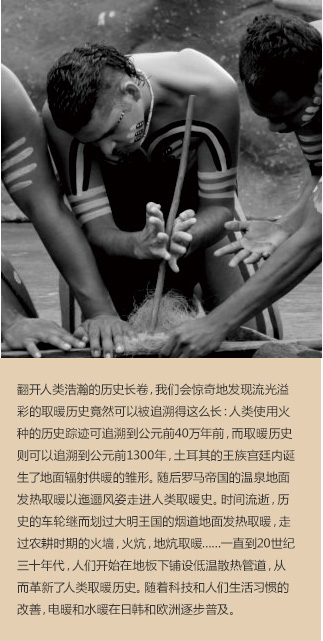 翻开人类浩瀚的历史长卷，我们会惊奇地发现流光溢
彩的取暖历史竟然可以被追溯得这么长：人类使用火
种的历史踪迹可追溯到公元前40万年前，而取暖历史
则可以追溯到公元前1300年，土耳其的王族宫廷内诞
生了地面辐射供暖的雏形。随后罗马帝国的温泉地面
发热取暖以迤逦风姿走进人类取暖史。时间流逝，历
史的车轮继而划过大明王国的烟道地面发热取暖，走
过农耕时期的火墙，火炕，地炕取暖……一直到20世纪
三十年代，人们开始在地板下铺设低温散热管道，从
而革新了人类取暖历史。随着科技和人们生活习惯的
改善，电暖和水暖在日韩和欧洲逐步普及。